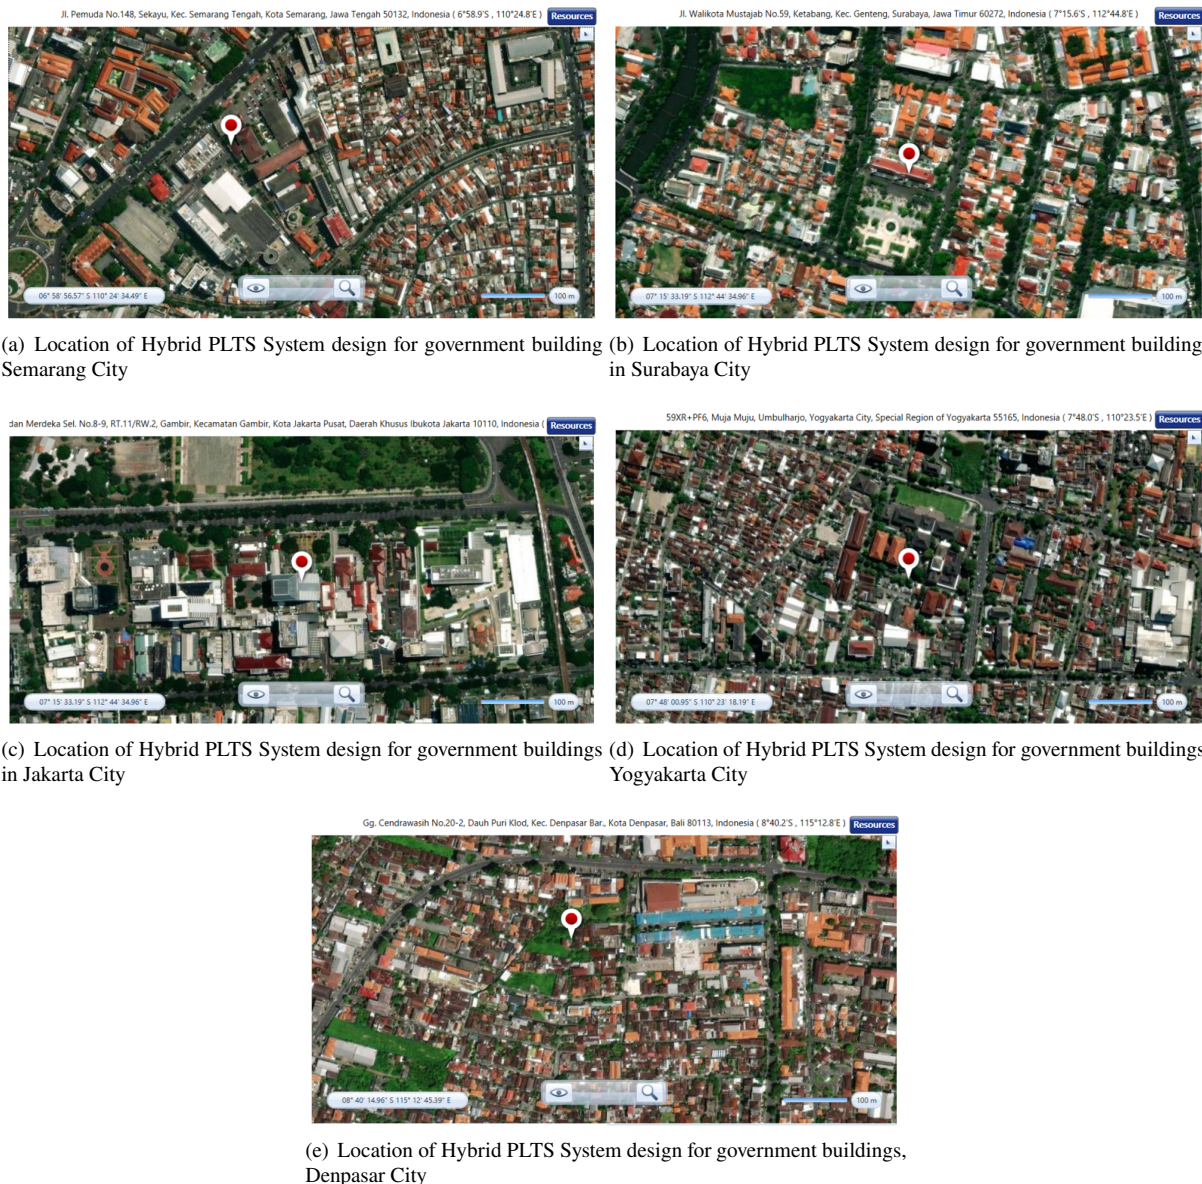 Jl. Pemuda No.148, Sekayu, Kec. Semarang Tengah, Kota Semarang, Jawa Tengah 50132, Indonesia ( 6°58.9'S , 110°24.8'E ) Resources
06° 58' 56.57" S 110° 24' 34.49" E
100 m
(a) Location of Hybrid PLTS System design for government building
Semarang City
Jl. Walikota Mustajab No.59, Ketabang, Kec. Genteng, Surabaya, Jawa Timur 60272, Indonesia ( 7°15.6'S , 112°44.8'E ) Resources
07° 15' 33.19" S 112° 44' 34.96" E
100 m
(b) Location of Hybrid PLTS System design for government building
in Surabaya City
dan Merdeka Sel. No.8-9, RT.11/RW.2, Gambir, Kecamatan Gambir, Kota Jakarta Pusat, Daerah Khusus Ibukota Jakarta 10110, Indonesia ( Resources
07° 15' 33.19" S 112° 44' 34.96" E
100 m
(c) Location of Hybrid PLTS System design for government buildings
in Jakarta City
59XR+PF6, Muja Muju, Umbulharjo, Yogyakarta City, Special Region of Yogyakarta 55165, Indonesia ( 7°48.0'S , 110°23.5'E ) Resources
07° 48' 00.95" S 110° 23' 18.19" E
100 m
(d) Location of Hybrid PLTS System design for government buildings
Yogyakarta City
Gg. Cendrawasih No.20-2, Dauh Puri Klod, Kec. Denpasar Bar., Kota Denpasar, Bali 80113, Indonesia ( 8°40.2'S , 115°12.8'E ) Resources
08° 40' 14.96" S 115° 12' 45.39" E
100 m
(e) Location of Hybrid PLTS System design for government buildings,
Denpasar City